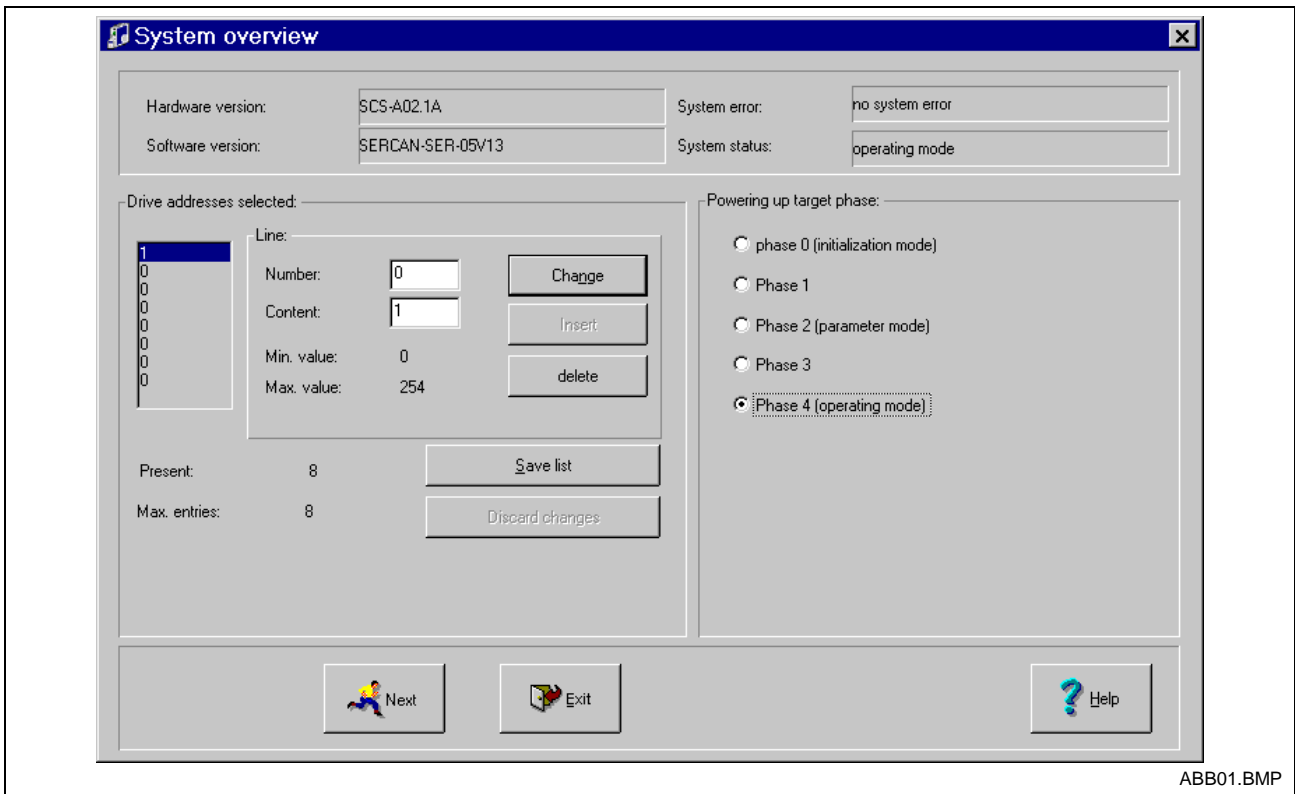 System overview
Hardware version: SCS-A02.1A System error: no system error
Software version: SERCAN-SER-05V13 System status: operating mode
Drive addresses selected:
1
0
0
0
0
0
0
0
Line:
Number: 0
Content: 1
Min. value: 0
Max. value: 254
Change
Insert
delete
Present: 8
Max. entries: 8
Save list
Discard changes
Powering up target phase:
phase 0 (initialization mode)
Phase 1
Phase 2 (parameter mode)
Phase 3
Phase 4 (operating mode)
Next
Exit
Help
ABB01.BMP